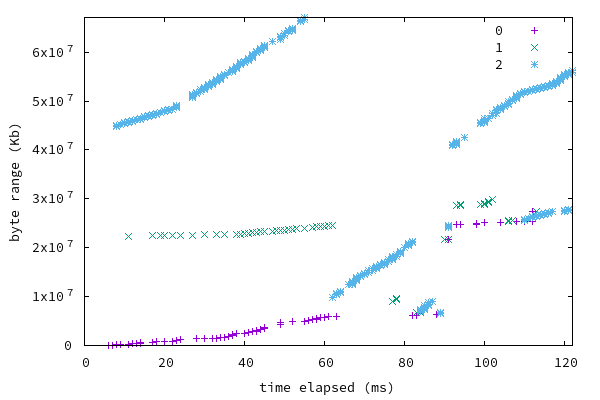 0
1
2
6x10^7
5x10^7
4x10^7
3x10^7
2x10^7
1x10^7
0
byte range (Kb)
0 20 40 60 80 100 120
time elapsed (ms)